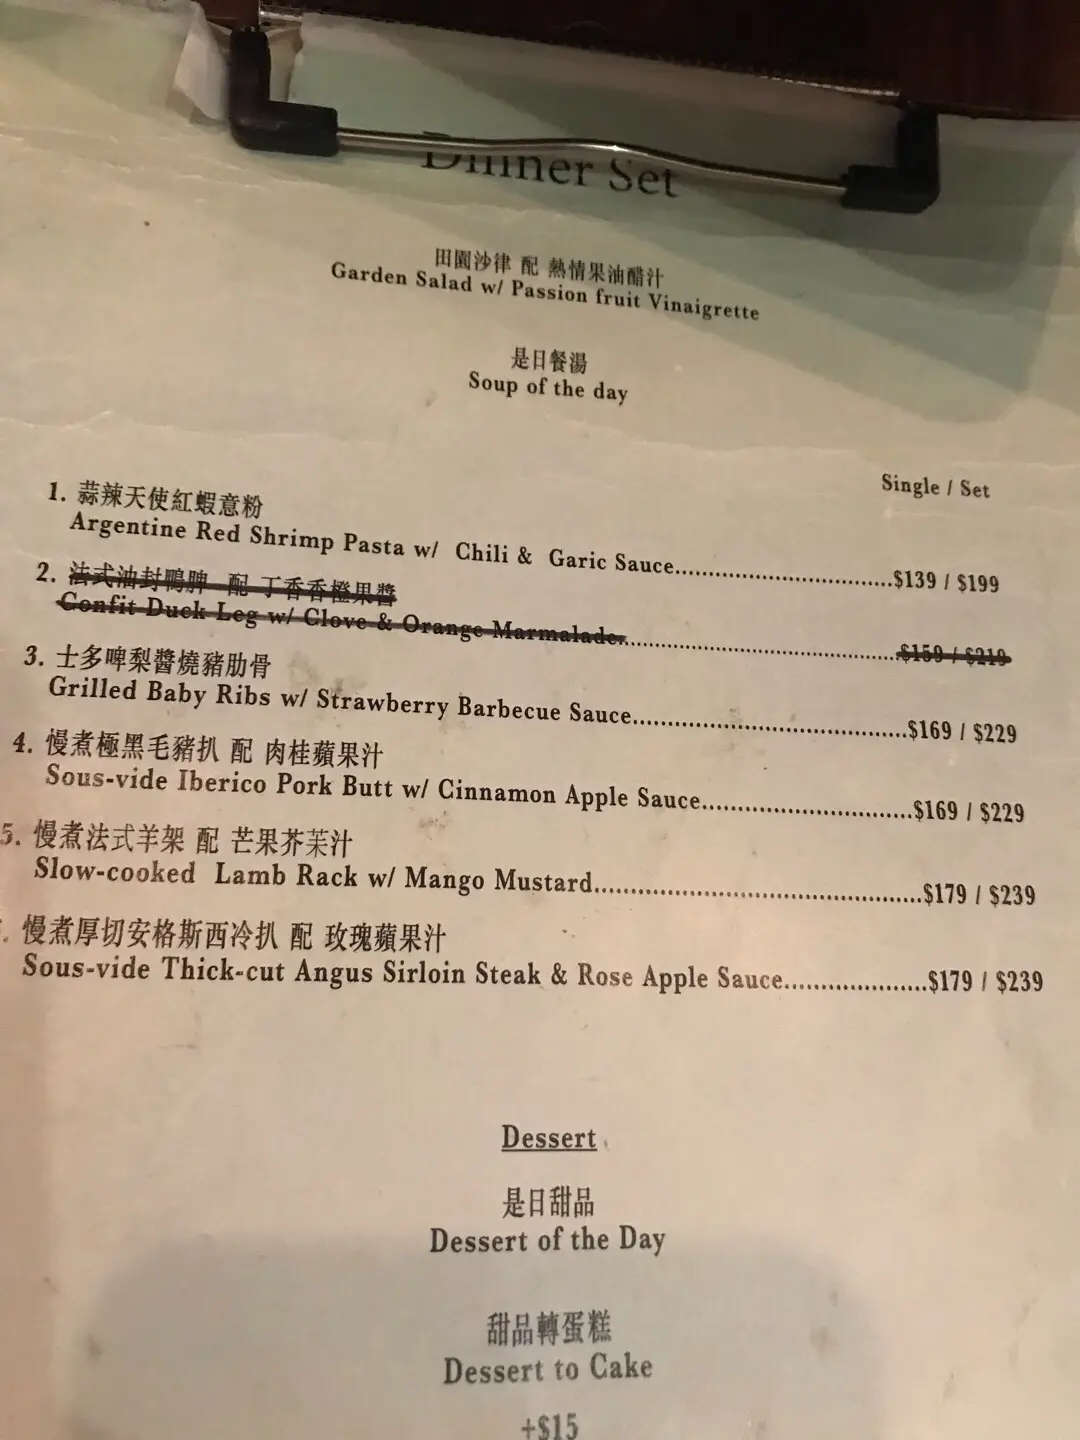 Dinner Set
田園沙律 配 熱情果油醋汁
Garden Salad w/ Passion fruit Vinaigrette
是日餐湯
Soup of the day
Single / Set
1. 蒜辣天使紅蝦意粉
Argentine Red Shrimp Pasta w/ Chili & Garic Sauce..............................$139 / $199
2. 法式油封鴨脾 配 丁香香橙果醬
Confit Duck Leg w/ Glove & Orange Marmalade......................................$159 / $219
3. 士多啤梨醬燒豬肋骨
Grilled Baby Ribs w/ Strawberry Barbecue Sauce......................................$169 / $229
4. 慢煮極黑毛豬扒 配 肉桂蘋果汁
Sous-vide Iberico Pork Butt w/ Cinnamon Apple Sauce..............................$169 / $229
5. 慢煮法式羊架 配 芒果芥茉汁
Slow-cooked Lamb Rack w/ Mango Mustard..............................................$179 / $239
. 慢煮厚切安格斯西冷扒 配 玫瑰蘋果汁
Sous-vide Thick-cut Angus Sirloin Steak & Rose Apple Sauce....................$179 / $239
Dessert
是日甜品
Dessert of the Day
甜品轉蛋糕
Dessert to Cake
+$15